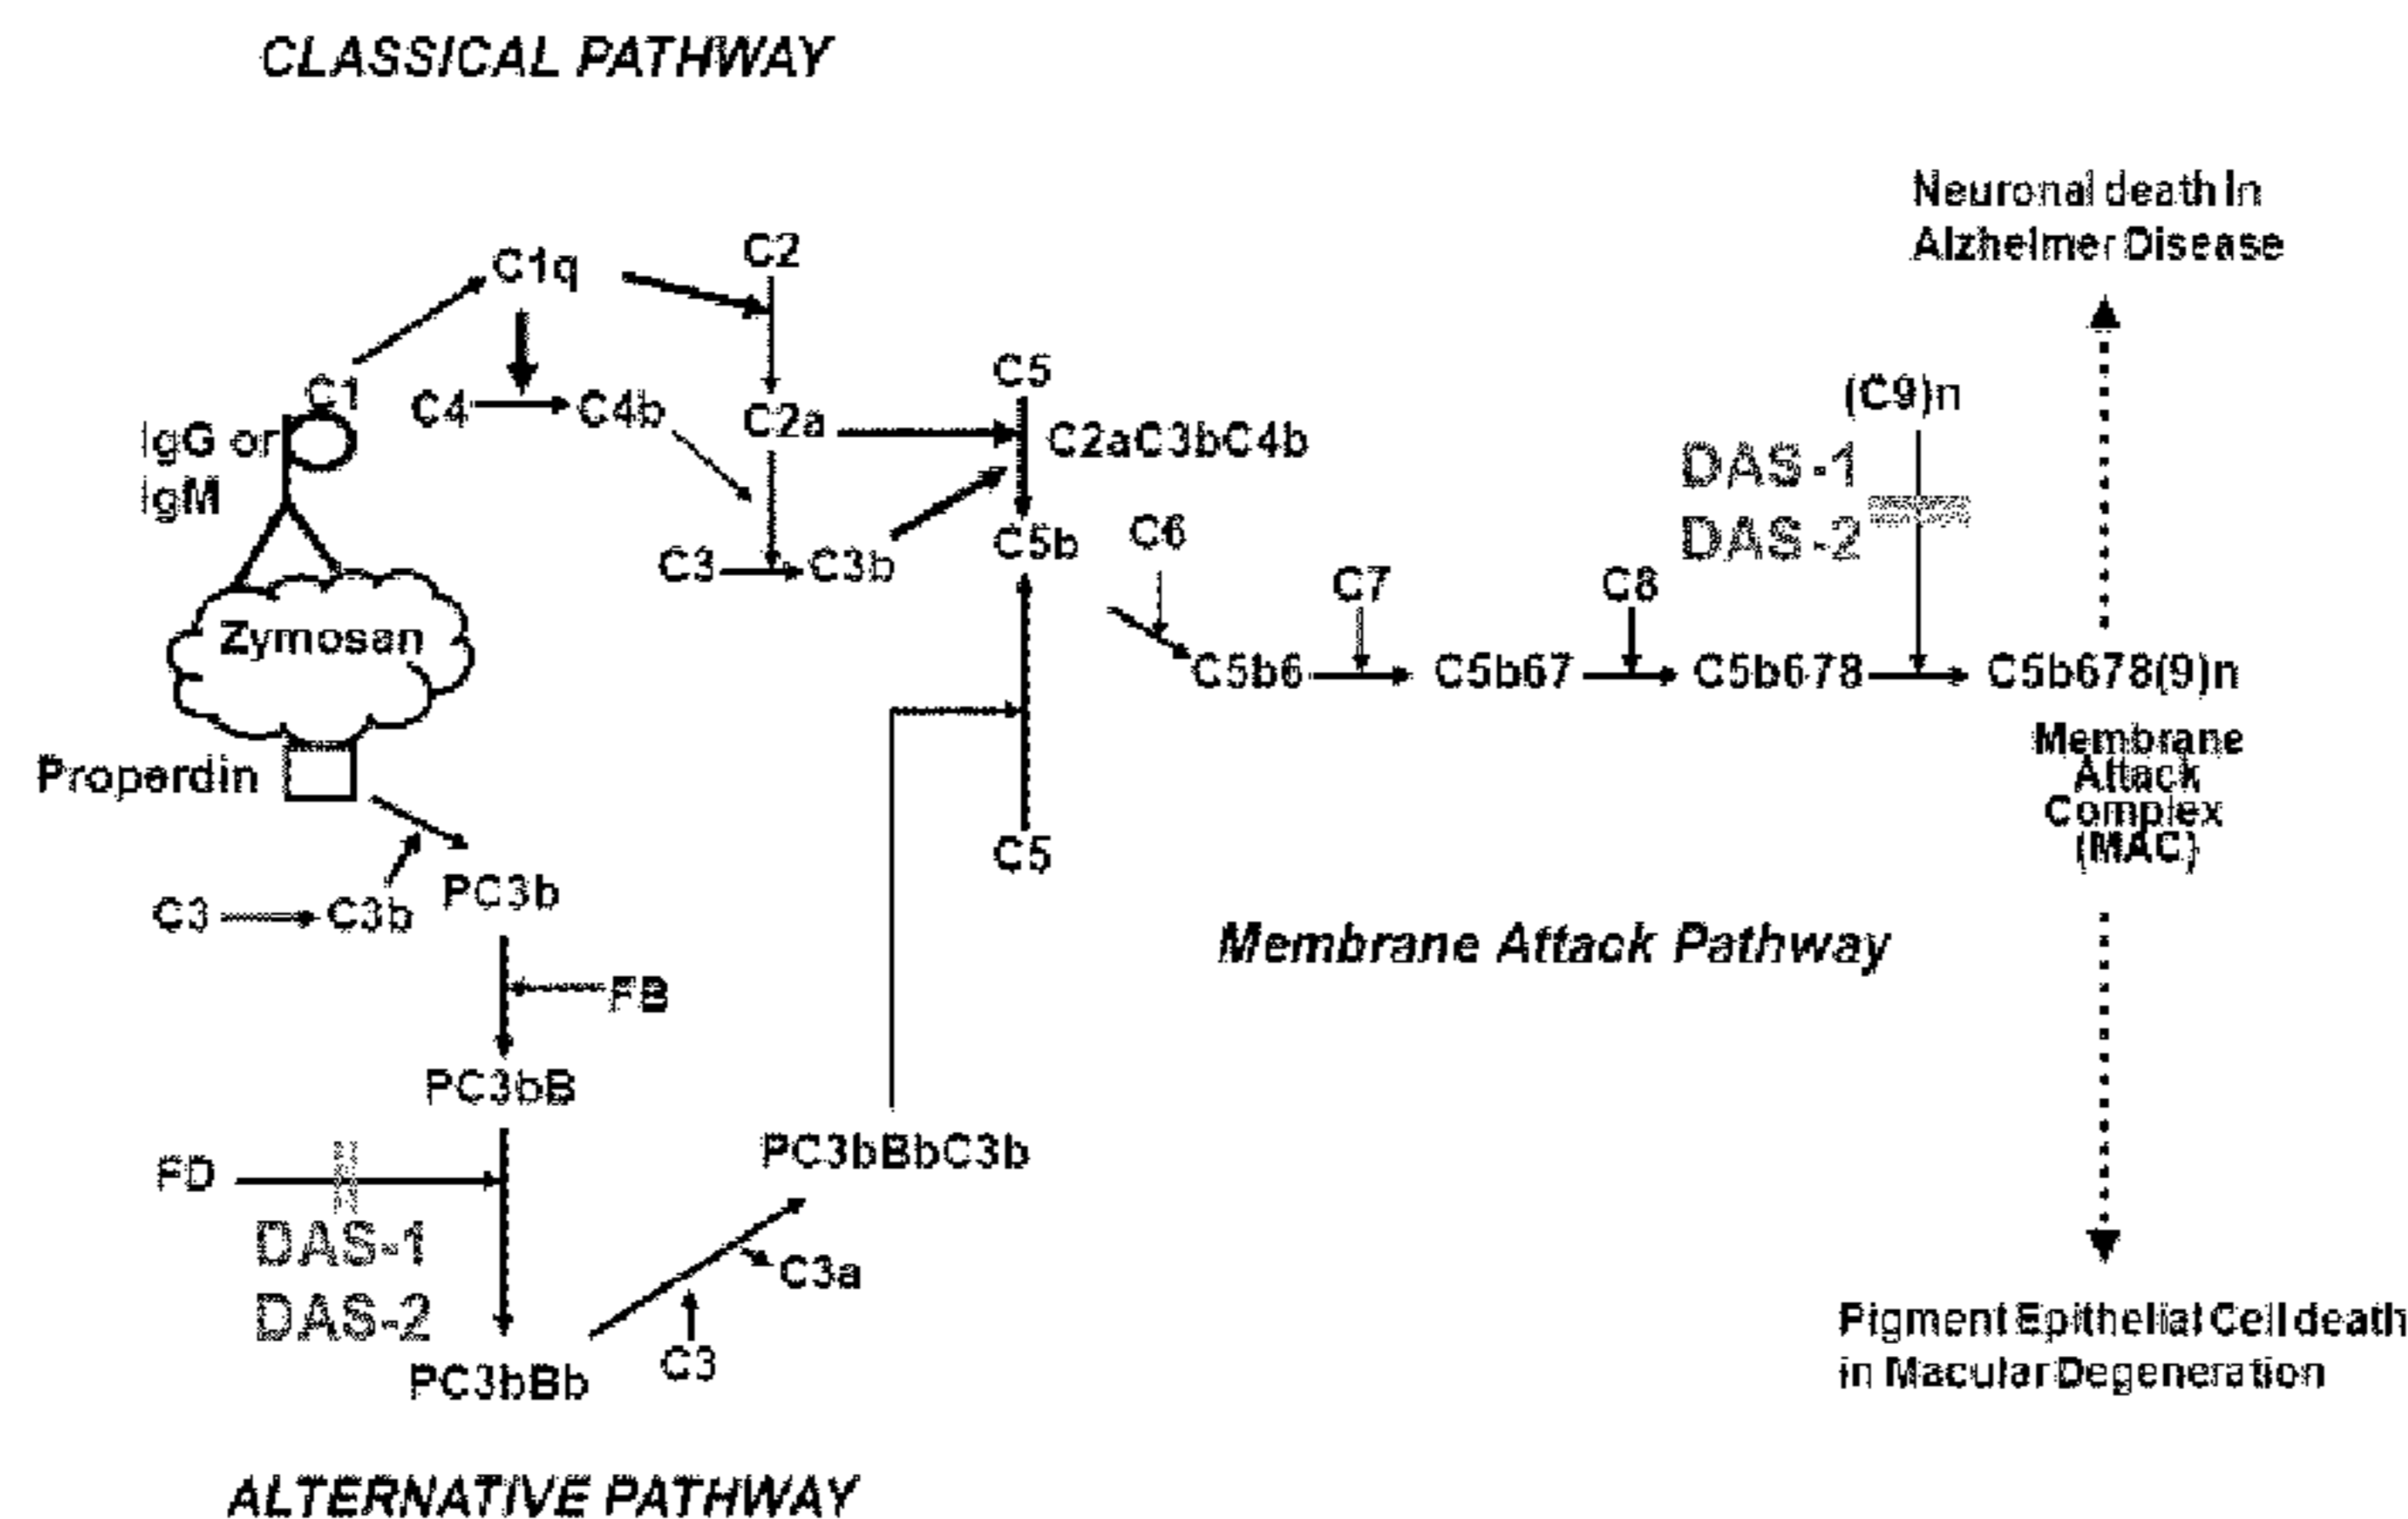 CLASSICAL PATHWAY
Neuronal death In
Alzhelmer Disease
C1q
C2
C1
IgG or
IgM
C4
C4b
C2a
C5
C2aC3bC4b
(C9)n
DAS-1
DAS-2
C3
C3b
C5b
C6
C7
C8
Zymosan
C5b6
C5b67
C5b678
C5b678(9)n
Membrane
Attack
Complex
(MAC)
Properdin
C5
PC3b
C3
C3b
Membrane Attack Pathway
FB
PC3bB
FD
PC3bBbC3b
DAS-1
DAS-2
C3a
C3
PC3bBb
Pigment Epithelial Cell death
in Macular Degeneration
ALTERNATIVE PATHWAY